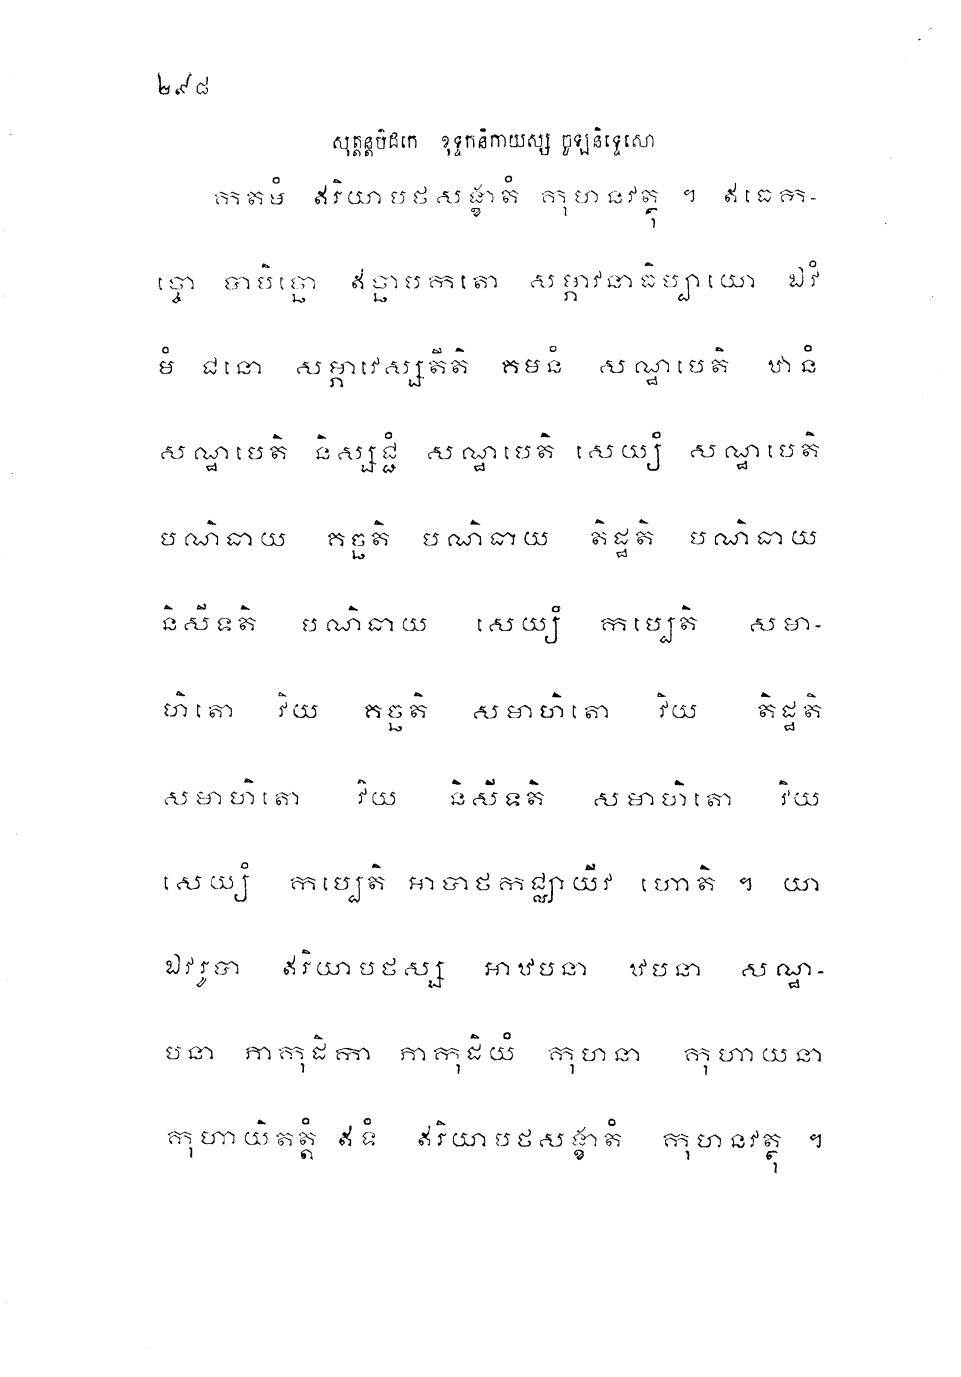 ២៩៨
សុត្តន្តបិដកេ ខុទ្ទកនិកាយស្ស ចូឡនិទ្ទេសោ
កតមំ ឥរិយាបថសង្ខាតំ កុហនវត្ថុ ។ ឥធេក-
ច្ចោ បាបិច្ឆោ ឥច្ឆាបកតោ សម្ភាវនាធិប្បាយោ ឯវំ
មំ ជនោ សម្ភាវេស្សតីតិ គមនំ សណ្ឋបេតិ ឋានំ
សណ្ឋបេតិ និស្សជ្ជំ សណ្ឋបេតិ សេយ្យំ សណ្ឋបេតិ
បណិធាយ គច្ឆតិ បណិធាយ តិដ្ឋតិ បណិធាយ
និសីទតិ បណិធាយ សេយ្យំ កប្បេតិ សមា-
ហិតោ វិយ គច្ឆតិ សមាហិតោ វិយ តិដ្ឋតិ
សមាហិតោ វិយ និសីទតិ សមាហិតោ វិយ
សេយ្យំ កប្បេតិ អាបាថកជ្ឈាយីវ ហោតិ ។ យា
ឯវរូបា ឥរិយាបថស្ស អាឋបនា ឋបនា សណ្ឋា-
បនា ភាកុដិកា ភាកុដិយំ កុហនា កុហាយនា
កុហាយិតត្តំ ឥទំ ឥរិយាបថសង្ខាតំ កុហនវត្ថុ ។